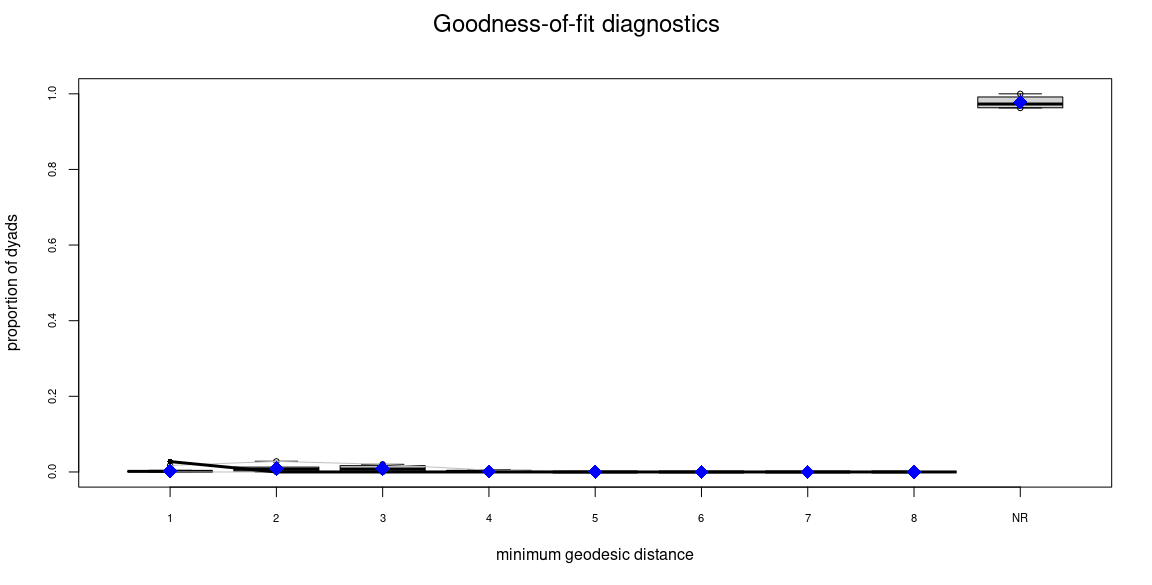 Goodness-of-fit diagnostics
proportion of dyads
1.0
0.8
0.6
0.4
0.2
0.0
1 2 3 4 5 6 7 8 NR
minimum geodesic distance